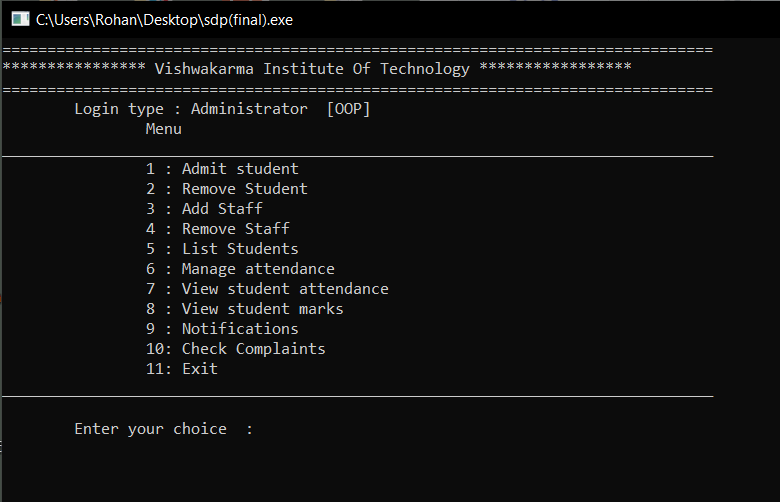 C:\Users\Rohan\Desktop\sdp(final).exe
===============================================================================
**************** Vishwakarma Institute Of Technology *****************
===============================================================================
Login type : Administrator  [OOP]
Menu
_______________________________________________________________________________
1 : Admit student
2 : Remove Student
3 : Add Staff
4 : Remove Staff
5 : List Students
6 : Manage attendance
7 : View student attendance
8 : View student marks
9 : Notifications
10: Check Complaints
11: Exit
_______________________________________________________________________________
Enter your choice  :